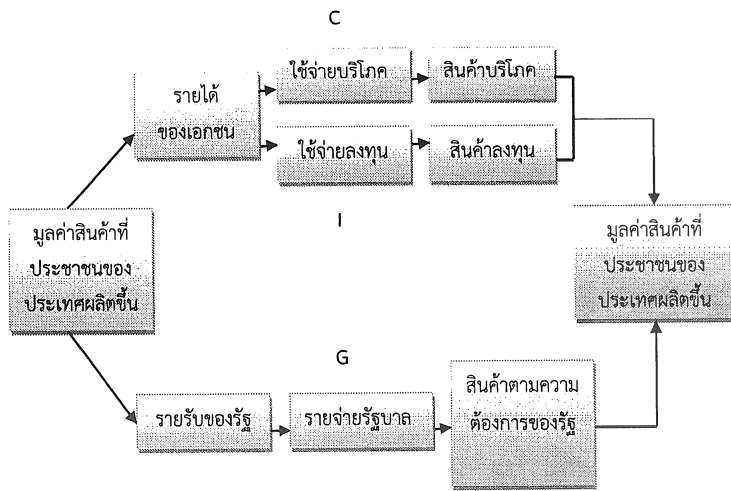 C
รายได้
ของเอกชน
ใช้จ่ายบริโภค
สินค้าบริโภค
ใช้จ่ายลงทุน
สินค้าลงทุน
I
มูลค่าสินค้าที่
ประชาชนของ
ประเทศผลิตขึ้น
มูลค่าสินค้าที่
ประชาชนของ
ประเทศผลิตขึ้น
G
รายรับของรัฐ
รายจ่ายรัฐบาล
สินค้าตามความ
ต้องการของรัฐ